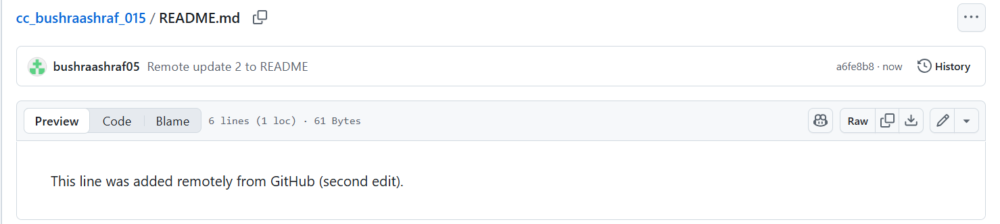 cc_bushraashraf_015 / README.md
bushraashraf05 Remote update 2 to README a6fe8b8 · now History
Preview Code Blame 6 lines (1 loc) · 61 Bytes Raw
This line was added remotely from GitHub (second edit).